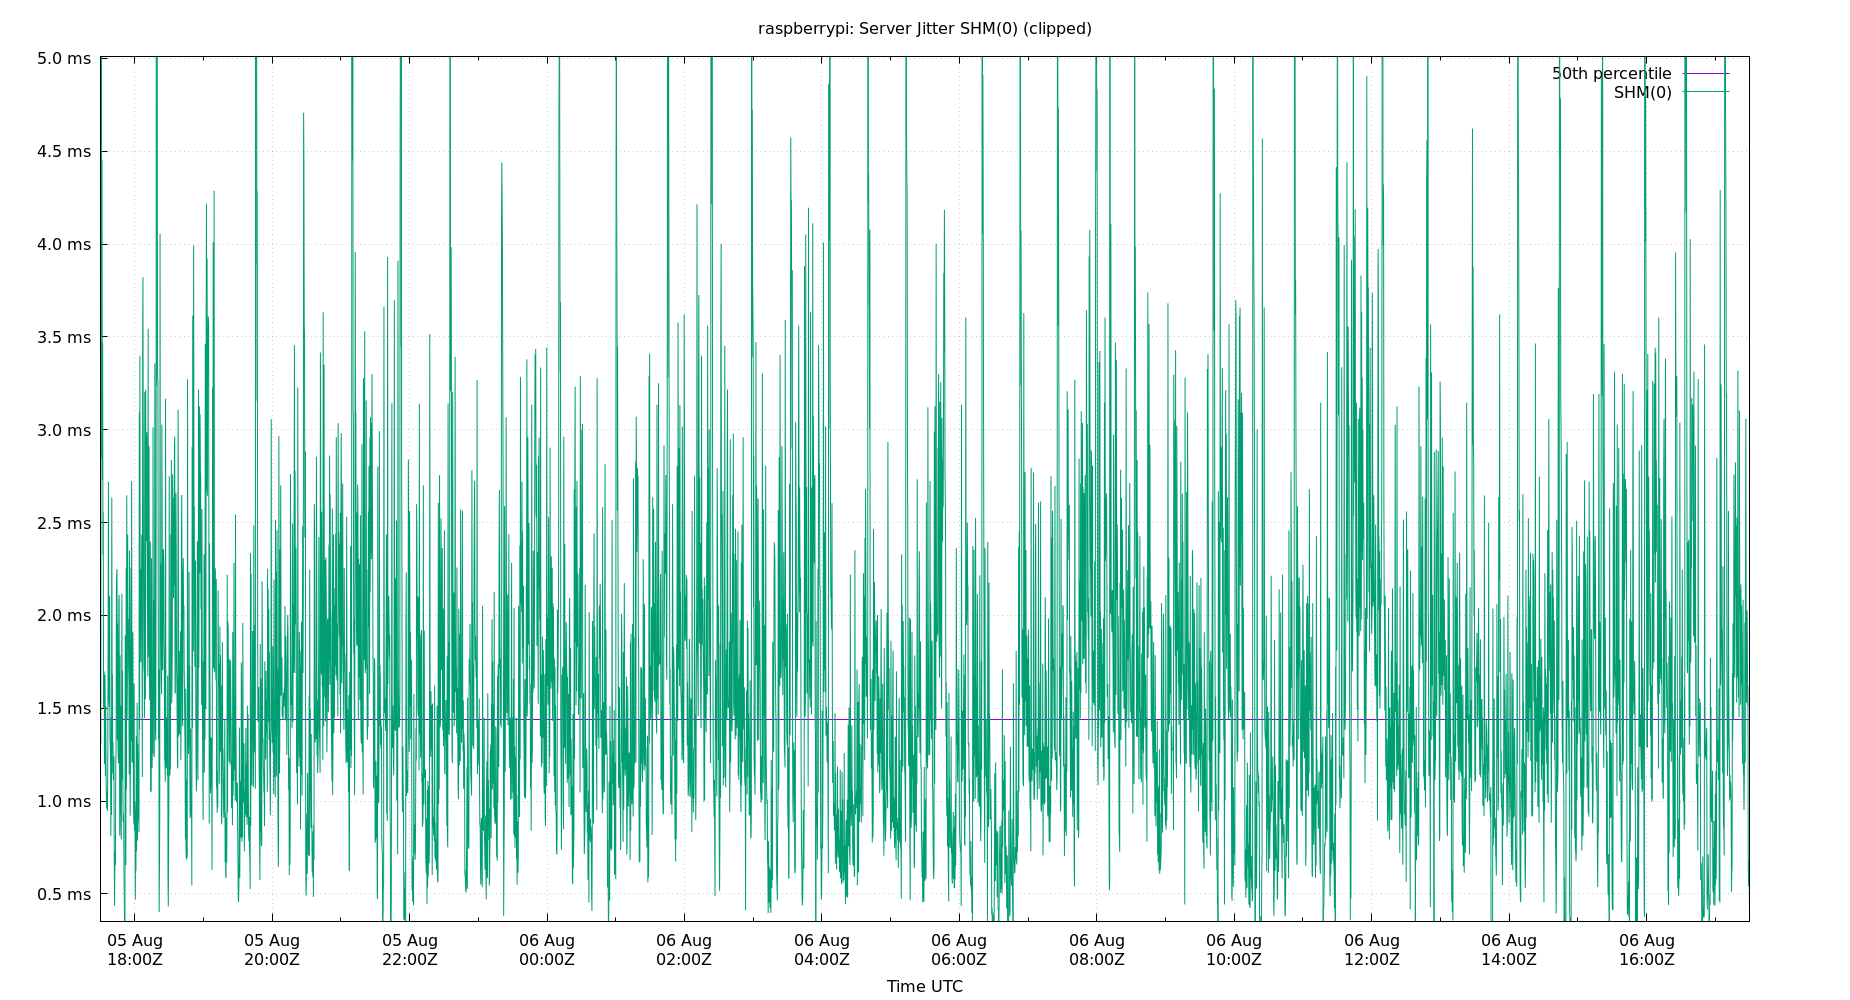 raspberrypi: Server Jitter SHM(0) (clipped)
5.0 ms
50th percentile
SHM(0)
4.5 ms
4.0 ms
3.5 ms
3.0 ms
2.5 ms
2.0 ms
1.5 ms
1.0 ms
0.5 ms
05 Aug 05 Aug 05 Aug 06 Aug 06 Aug 06 Aug 06 Aug 06 Aug 06 Aug 06 Aug 06 Aug 06 Aug
18:00Z 20:00Z 22:00Z 00:00Z 02:00Z 04:00Z 06:00Z 08:00Z 10:00Z 12:00Z 14:00Z 16:00Z
Time UTC